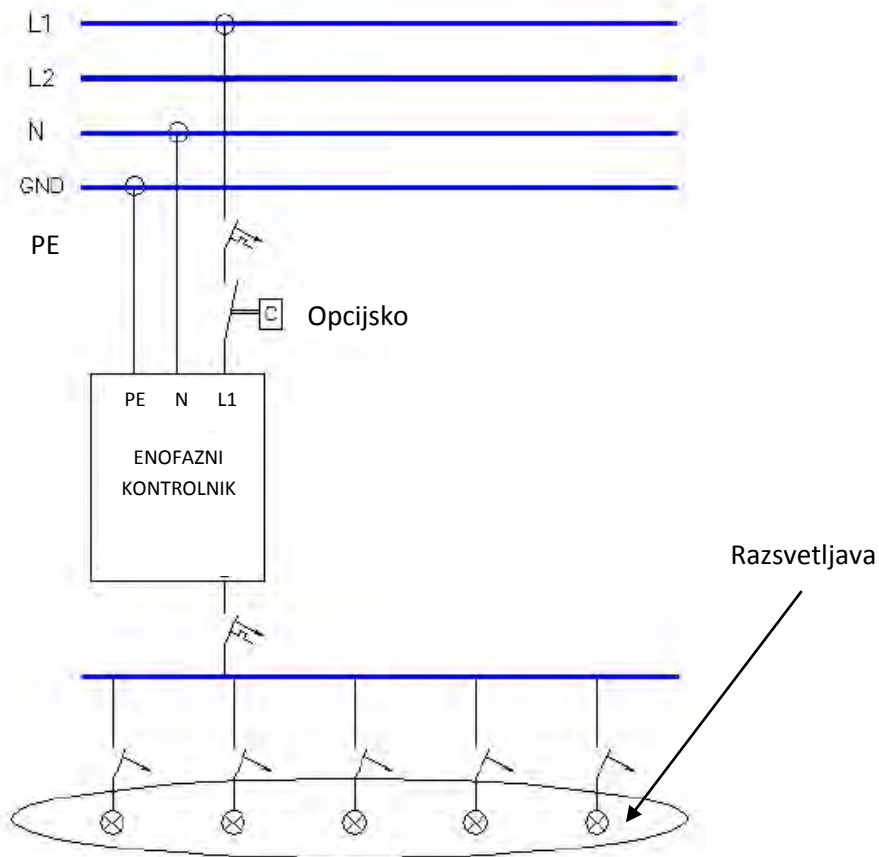 L1
L2
N
GND
PE
C
Opcijsko
PE N L1
ENOFAZNI
KONTROLNIK
Razsvetljava